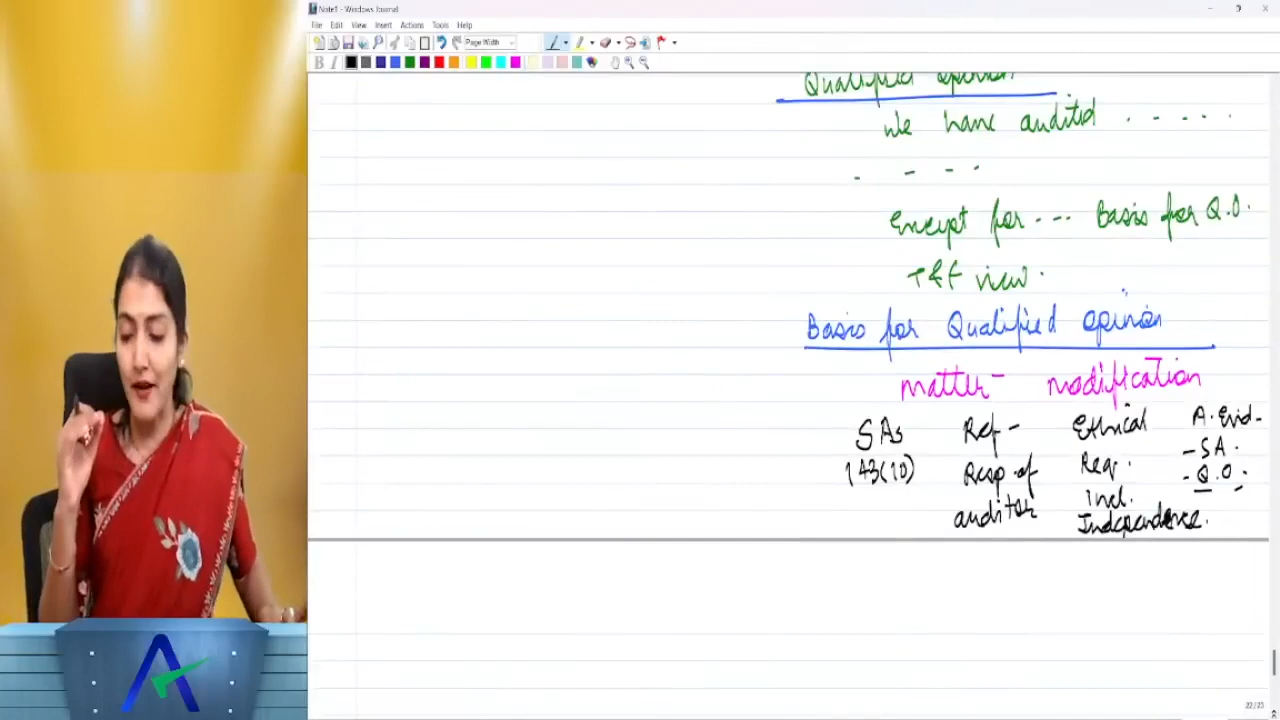 Note1 - Windows Journal
File Edit View Insert Actions Tools Help
Page Width
B I
Qualified opinion
We have audited . - - - -
- - - -
Except for --- Basis for Q.O.
T&F view.
Basis for Qualified opinion
matter - modification
SAs Ref - Ethical A. Evid-
143(10) Resp. of Req. - SA.
auditor incl. - Q.O.
Independence.
22/23